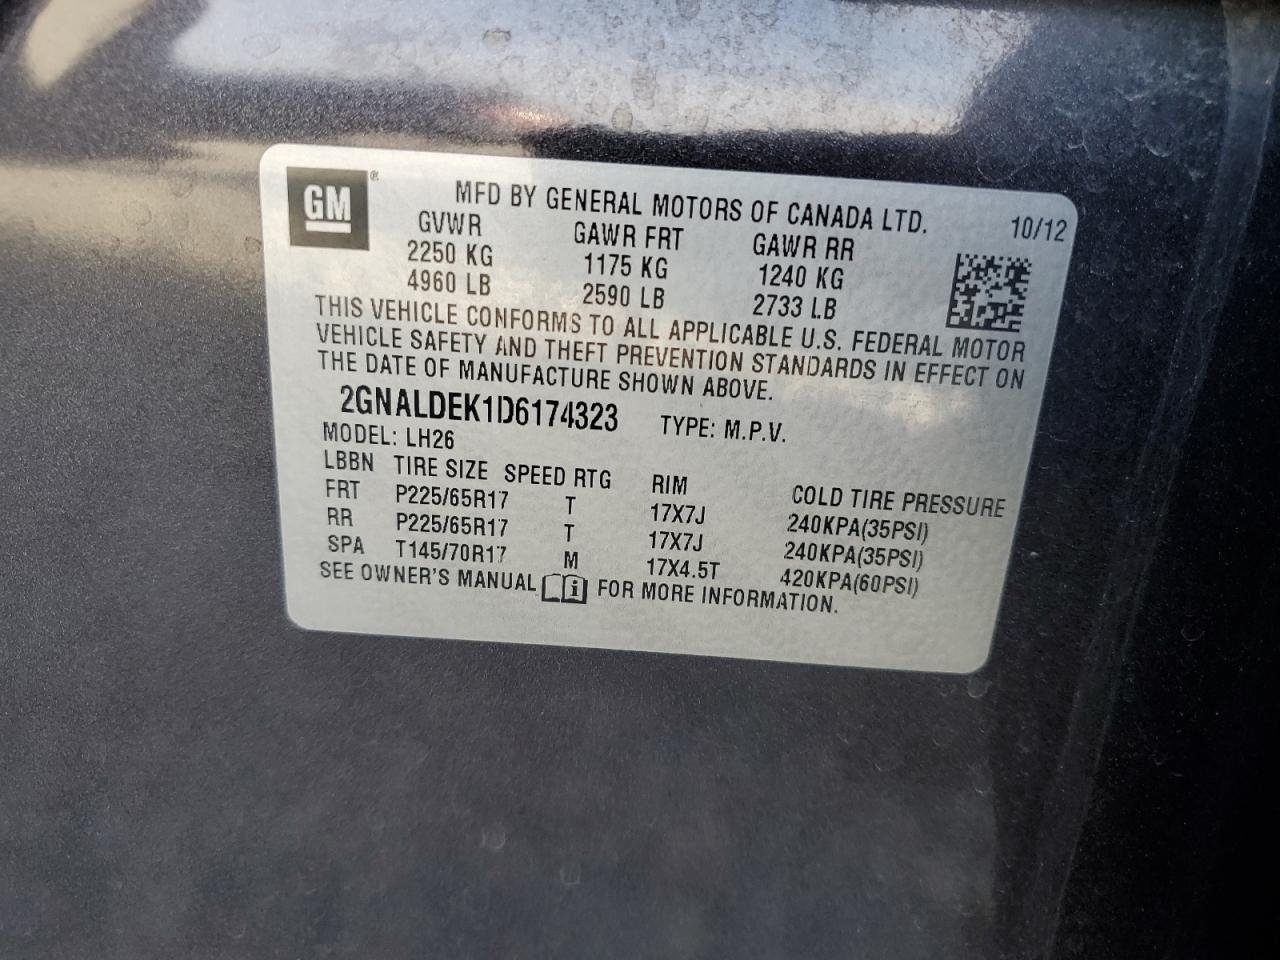 GM®
MFD BY GENERAL MOTORS OF CANADA LTD. 10/12
GVWR GAWR FRT GAWR RR
2250 KG 1175 KG 1240 KG
4960 LB 2590 LB 2733 LB
THIS VEHICLE CONFORMS TO ALL APPLICABLE U.S. FEDERAL MOTOR
VEHICLE SAFETY AND THEFT PREVENTION STANDARDS IN EFFECT ON
THE DATE OF MANUFACTURE SHOWN ABOVE.
2GNALDEK1D6174323 TYPE: M.P.V.
MODEL: LH26
LBBN TIRE SIZE SPEED RTG RIM COLD TIRE PRESSURE
FRT P225/65R17 T 17X7J 240KPA(35PSI)
RR P225/65R17 T 17X7J 240KPA(35PSI)
SPA T145/70R17 M 17X4.5T 420KPA(60PSI)
SEE OWNER'S MANUAL i FOR MORE INFORMATION.